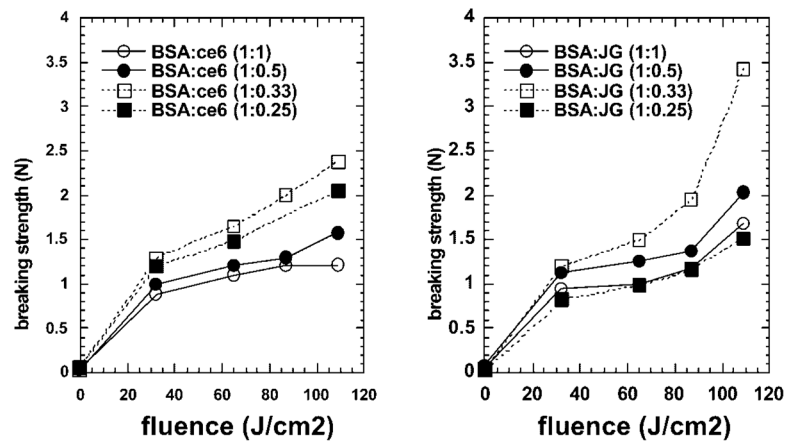 4
3.5
3
2.5
2
1.5
1
0.5
0
breaking strength (N)
BSA:ce6 (1:1)
BSA:ce6 (1:0.5)
BSA:ce6 (1:0.33)
BSA:ce6 (1:0.25)
0 20 40 60 80 100 120
fluence (J/cm2)
4
3.5
3
2.5
2
1.5
1
0.5
0
breaking strength (N)
BSA:JG (1:1)
BSA:JG (1:0.5)
BSA:JG (1:0.33)
BSA:JG (1:0.25)
0 20 40 60 80 100 120
fluence (J/cm2)